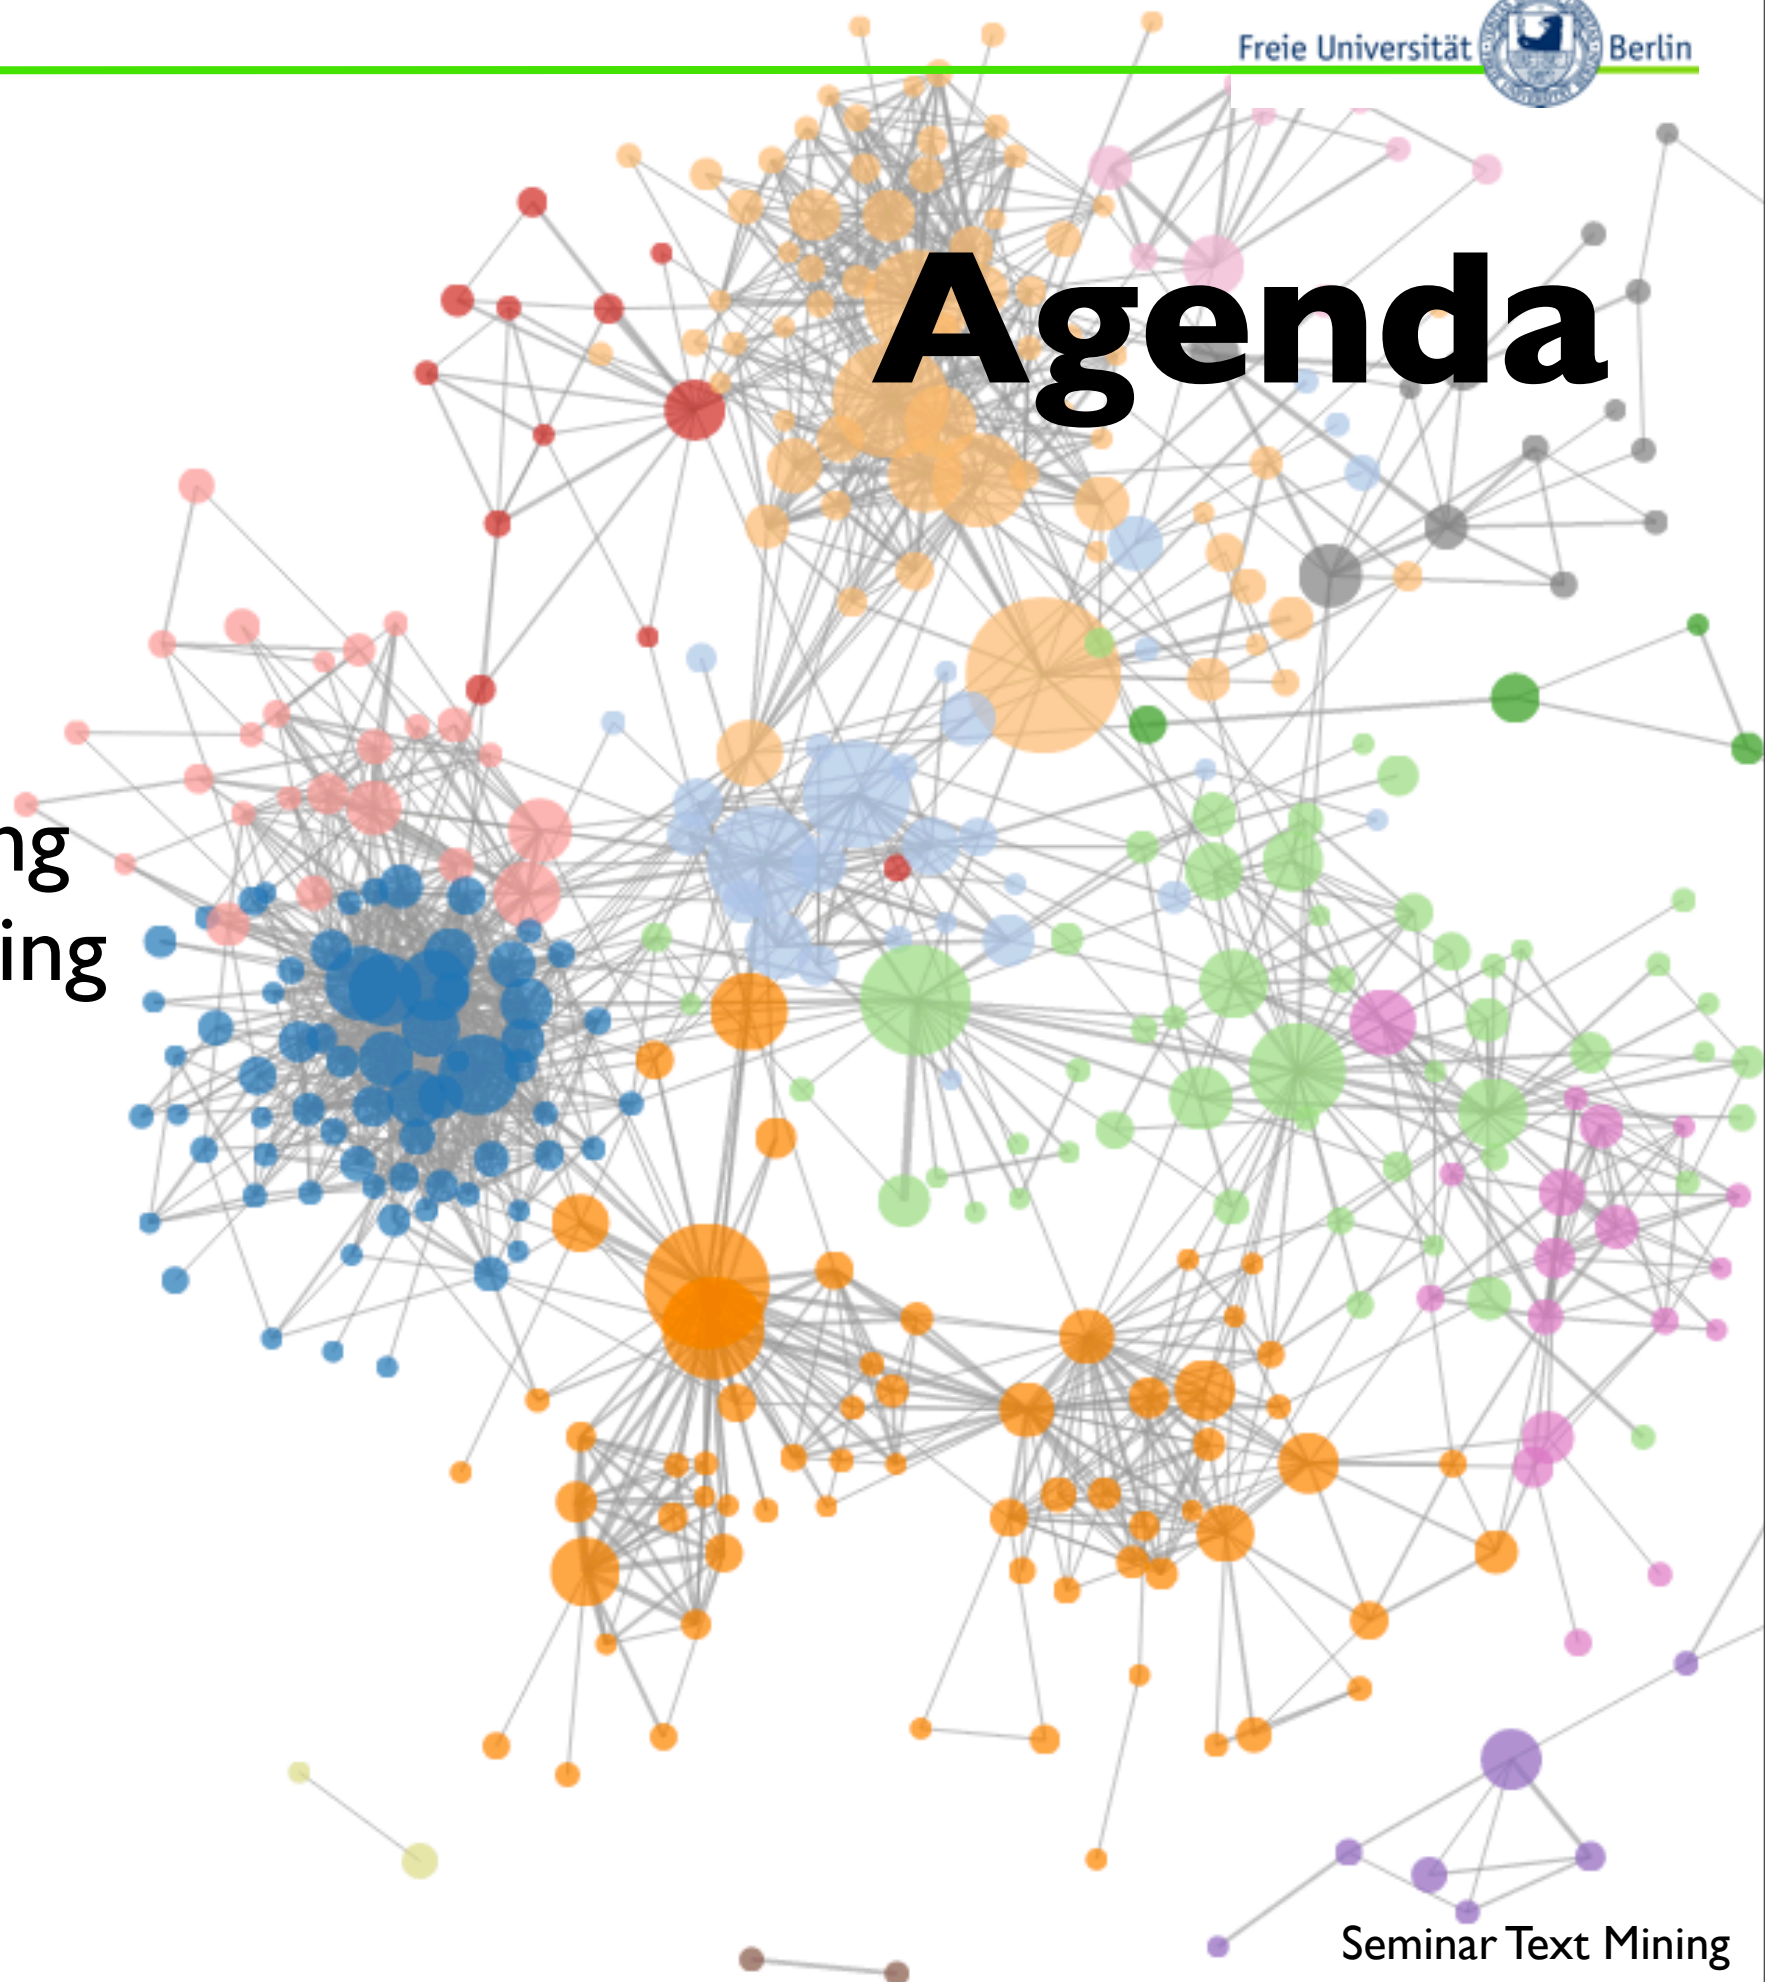 Freie Universität Berlin
Agenda
ng
ing
Seminar Text Mining